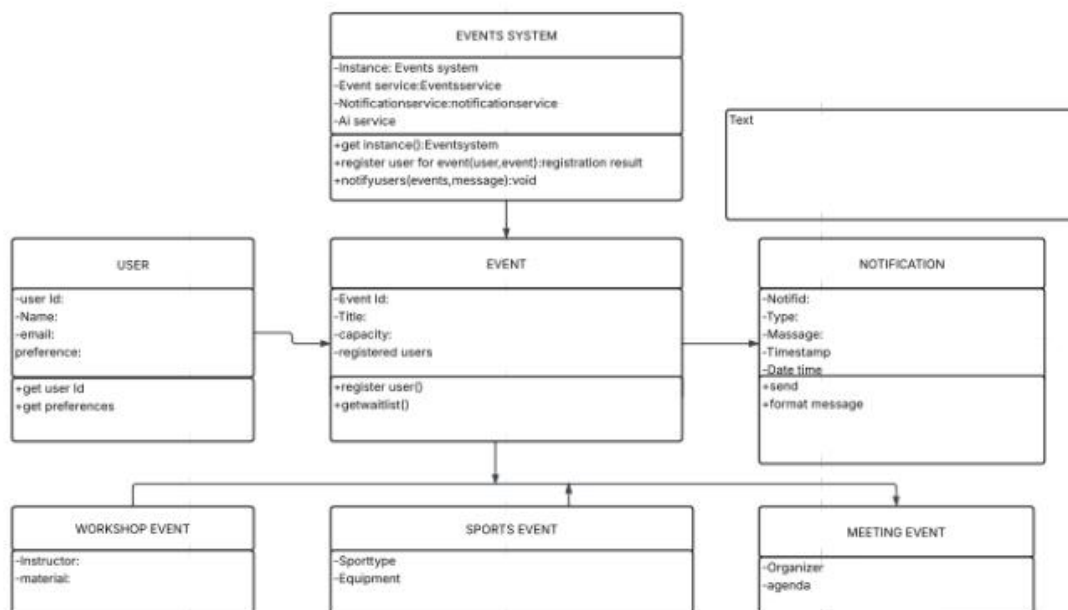 EVENTS SYSTEM
-Instance: Events system
-Event service:Eventsservice
-Notificationservice:notificationservice
-Ai service
+get instance():Eventsystem
+register user for event(user,event):registration result
+notifyusers(events,message):void
Text
USER
-user Id:
-Name:
-email:
preference:
+get user Id
+get preferences
EVENT
-Event Id:
-Title:
-capacity:
-registered users
+register user()
+getwaitlist()
NOTIFICATION
-Notifid:
-Type:
-Massage:
-Timestamp
-Date time
+send
+format message
WORKSHOP EVENT
-Instructor:
-material:
SPORTS EVENT
-Sporttype
-Equipment
MEETING EVENT
-Organizer
-agenda